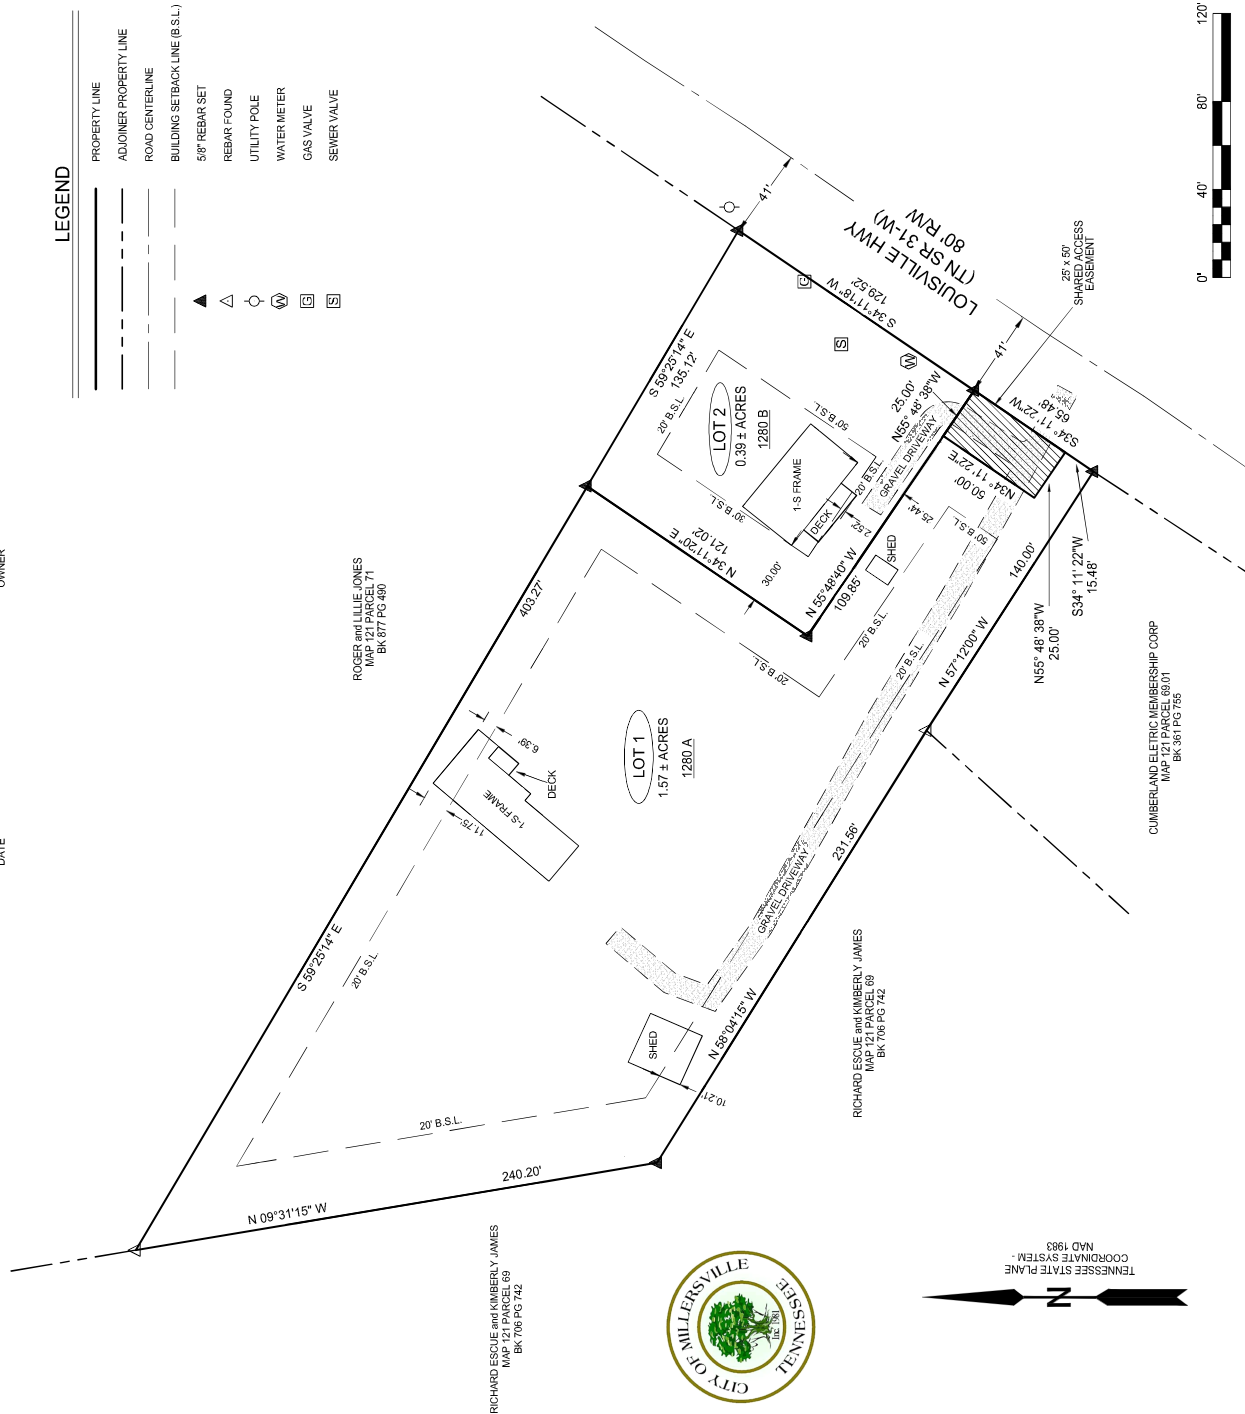 LEGEND
PROPERTY LINE
ADJOINER PROPERTY LINE
ROAD CENTERLINE
BUILDING SETBACK LINE (B.S.L.)
5/8" REBAR SET
REBAR FOUND
UTILITY POLE
WATER METER
GAS VALVE
SEWER VALVE
W
G
S
OWNER
DATE
0'
40'
80'
120'
LOUISVILLE HWY
(TN SR 31-W)
80' R/W
41'
41'
25' x 50'
SHARED ACCESS
EASEMENT
S 59°25'14" E
135.12'
S 34°11'18" W
129.52'
G
S
W
20' B.S.L.
50' B.S.L.
30' B.S.L.
20' B.S.L.
LOT 2
0.39 ± ACRES
1280 B
1-S FRAME
DECK
2.52'
30.00'
GRAVEL DRIVEWAY
N55° 48' 38"W
25.00'
N34° 11' 22"E
50.00'
S34° 11' 22"W
65.48'
N 34°11'20" E
121.02'
N 55°48'40" W
109.85'
25.44'
SHED
50' B.S.L.
20' B.S.L.
20' B.S.L.
20' B.S.L.
140.00'
N 57°12'00" W
N55° 48' 38"W
25.00'
S34° 11' 22"W
15.48'
ROGER and LILLIE JONES
MAP 121 PARCEL 71
BK 877 PG 490
403.27'
S 59°25'14" E
20' B.S.L.
6.39'
11.75'
1-S FRAME
DECK
LOT 1
1.57 ± ACRES
1280 A
GRAVEL DRIVEWAY
231.56'
N 58°04'15" W
SHED
10.21'
20' B.S.L.
240.20'
N 09°31'15" W
CUMBERLAND ELETRIC MEMBERSHIP CORP
MAP 121 PARCEL 69.01
BK 361 PG 755
RICHARD ESCUE and KIMBERLY JAMES
MAP 121 PARCEL 69
BK 706 PG 742
RICHARD ESCUE and KIMBERLY JAMES
MAP 121 PARCEL 69
BK 706 PG 742
CITY OF MILLERSVILLE
TENNESSEE
Inc. 1981
TENNESSEE STATE PLANE
COORDINATE SYSTEM -
NAD 1983
N